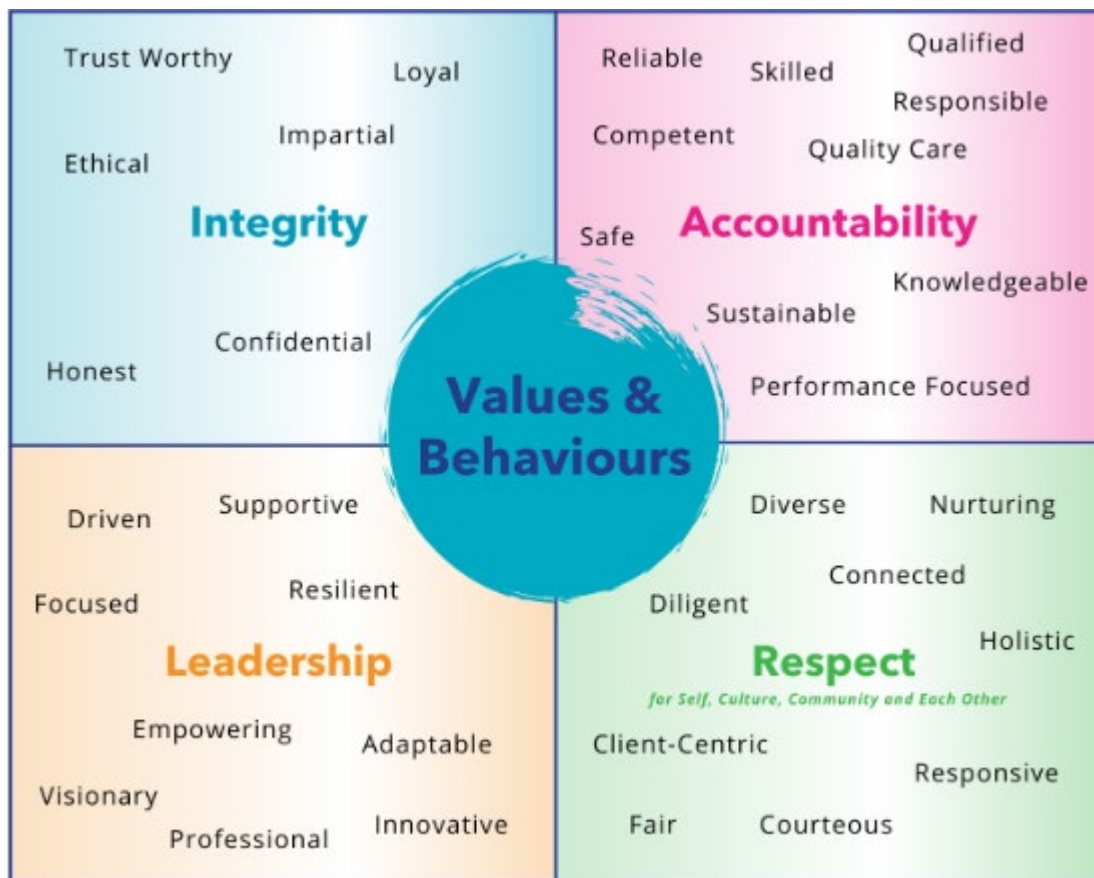 Trust Worthy
Loyal
Impartial
Ethical
Integrity
Confidential
Honest
Reliable
Skilled
Qualified
Responsible
Competent
Quality Care
Safe
Accountability
Knowledgeable
Sustainable
Performance Focused
Values &
Behaviours
Driven
Supportive
Focused
Resilient
Leadership
Empowering
Adaptable
Visionary
Professional
Innovative
Diverse
Nurturing
Connected
Diligent
Holistic
Respect
for Self, Culture, Community and Each Other
Client-Centric
Responsive
Fair
Courteous